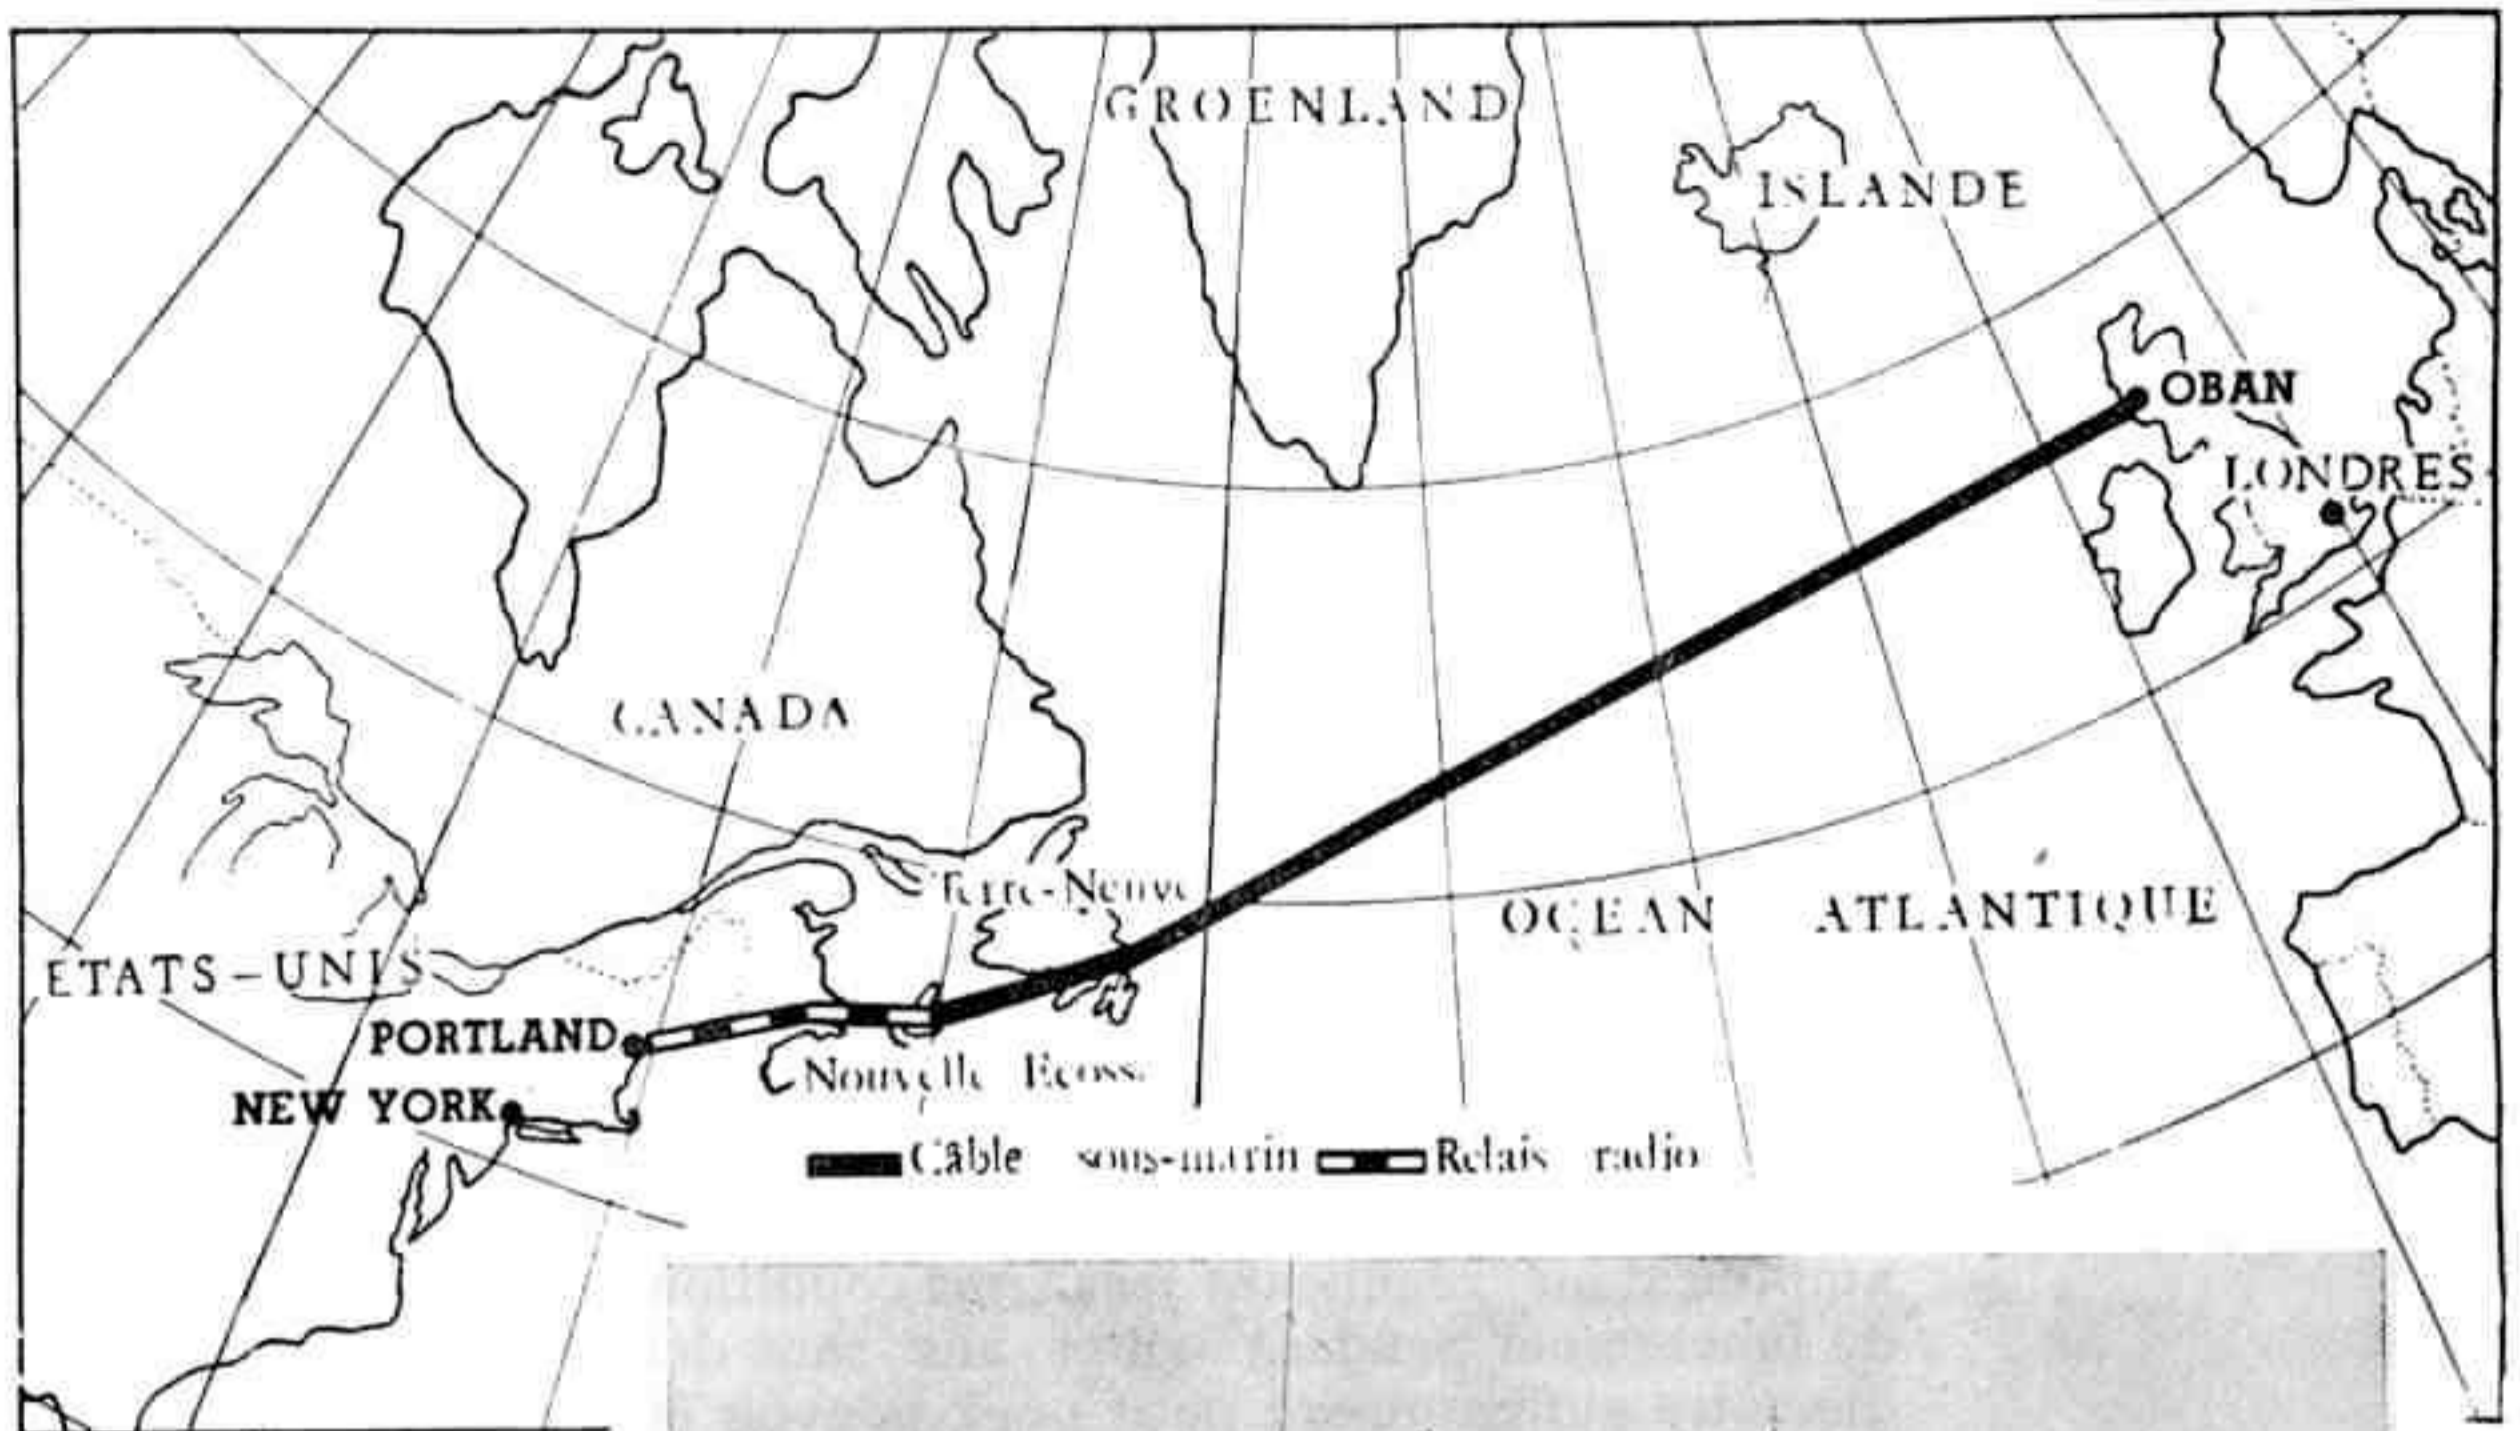 GROENLAND
ISLANDE
OBAN
LONDRES
CANADA
Terre-Neuve
OCEAN ATLANTIQUE
ETATS-UNIS
PORTLAND
Nouvelle Ecoss.
NEW YORK
Câble sous-marin Relais radio